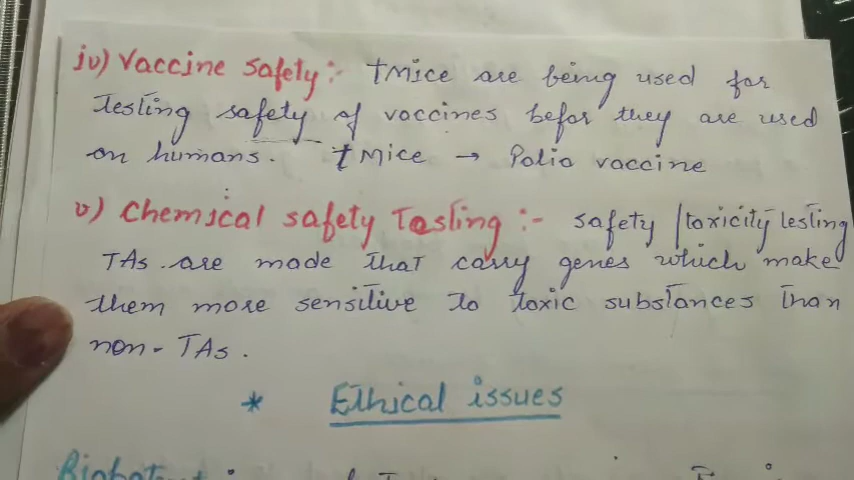 iv) Vaccine Safety:- TMice are being used for
testing safety of vaccines befor they are used
on humans. TMice → Polio vaccine
v) Chemical safety Testing :- safety /toxicity testing
TAs are made that carry genes which make
them more sensitive to toxic substances than
non-TAs.
* Ethical issues